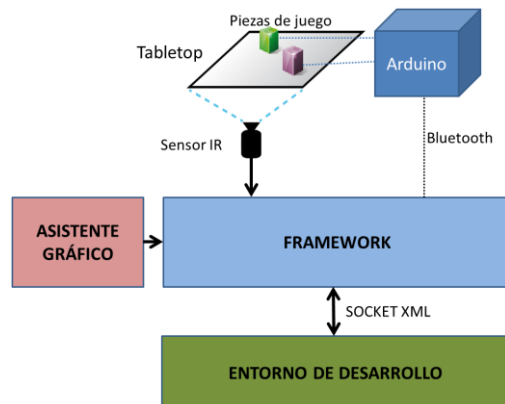 Piezas de juego
Tabletop
Arduino
Sensor IR
Bluetooth
ASISTENTE
GRÁFICO
FRAMEWORK
SOCKET XML
ENTORNO DE DESARROLLO